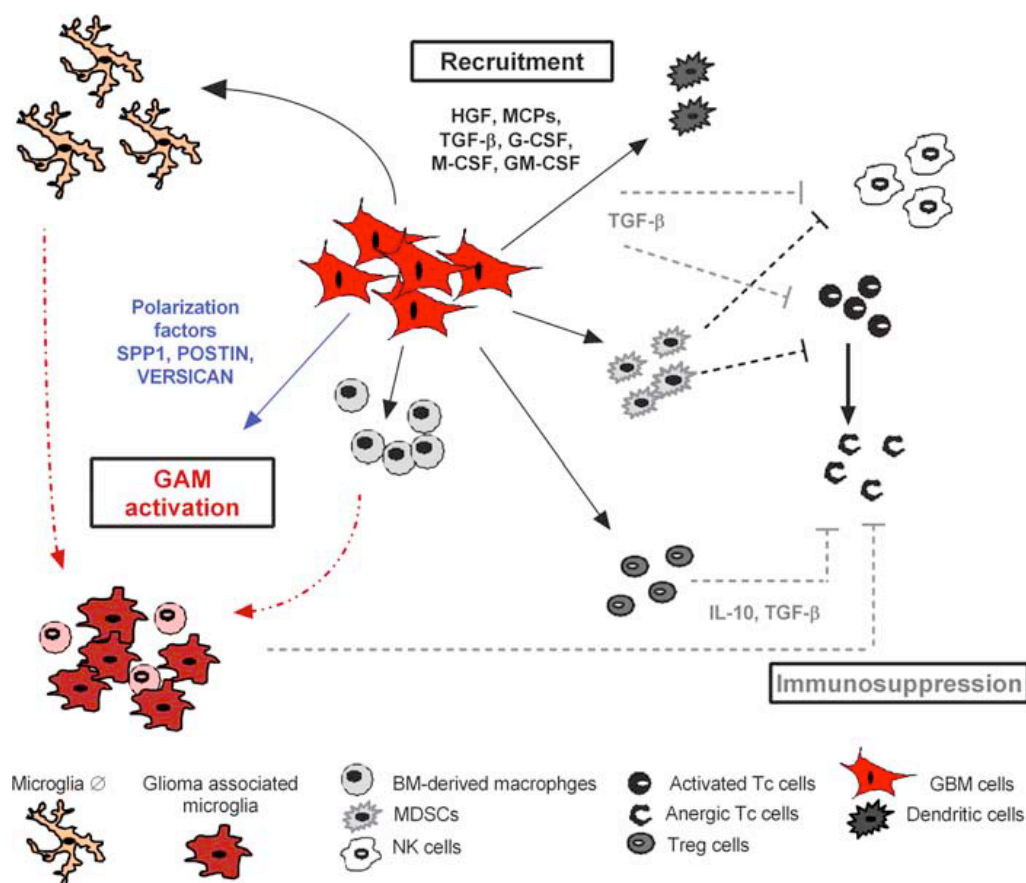 Recruitment
HGF, MCPs,
TGF-β, G-CSF,
M-CSF, GM-CSF
TGF-β
Polarization
factors
SPP1, POSTIN,
VERSICAN
GAM
activation
IL-10, TGF-β
Immunosuppression
Microglia ∅
Glioma associated
microglia
BM-derived macrophges
MDSCs
NK cells
Activated Tc cells
Anergic Tc cells
Treg cells
GBM cells
Dendritic cells